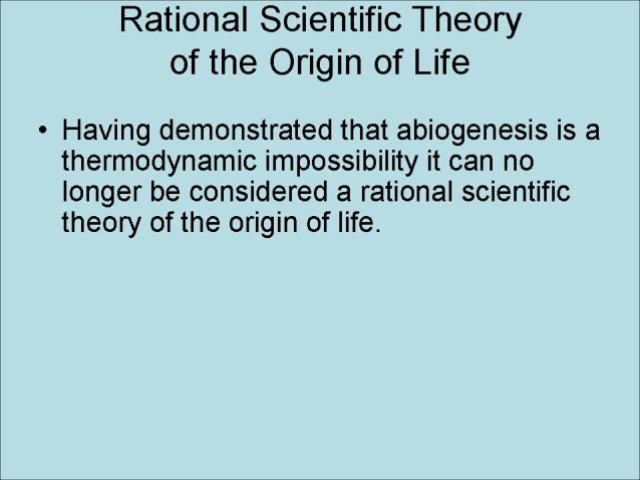 Rational Scientific Theory
of the Origin of Life
• Having demonstrated that abiogenesis is a
thermodynamic impossibility it can no
longer be considered a rational scientific
theory of the origin of life.